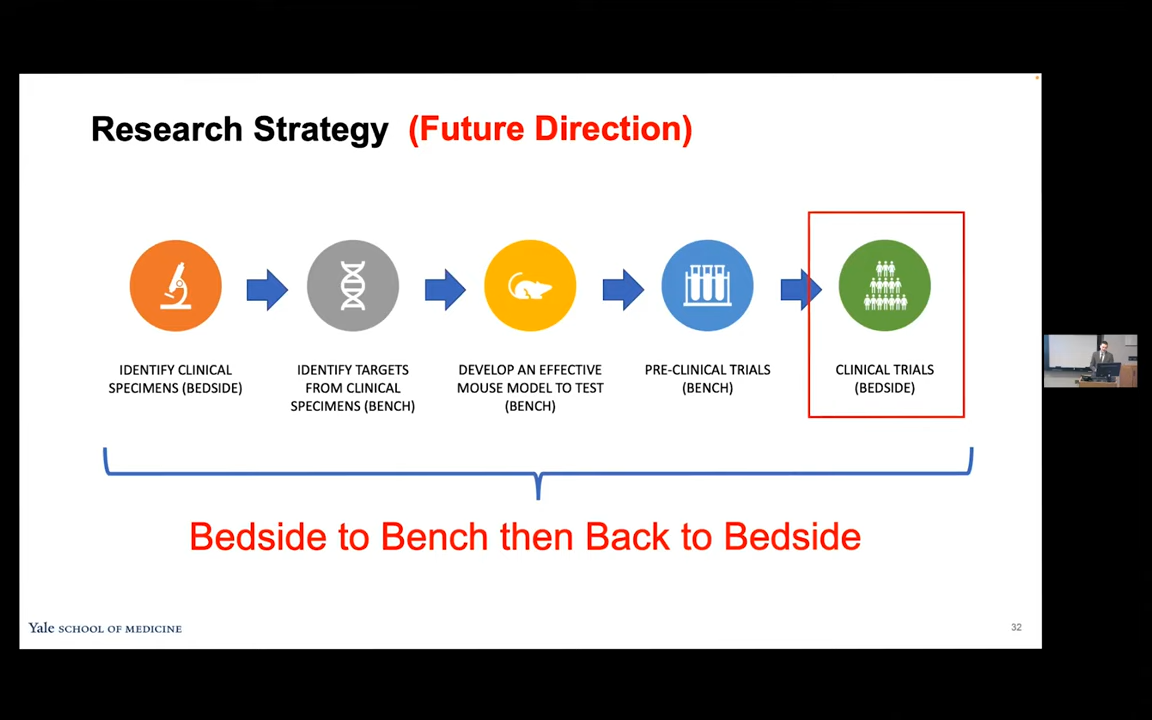 Research Strategy (Future Direction)
IDENTIFY CLINICAL
SPECIMENS (BEDSIDE)
IDENTIFY TARGETS
FROM CLINICAL
SPECIMENS (BENCH)
DEVELOP AN EFFECTIVE
MOUSE MODEL TO TEST
(BENCH)
PRE-CLINICAL TRIALS
(BENCH)
CLINICAL TRIALS
(BEDSIDE)
Bedside to Bench then Back to Bedside
Yale SCHOOL OF MEDICINE
32